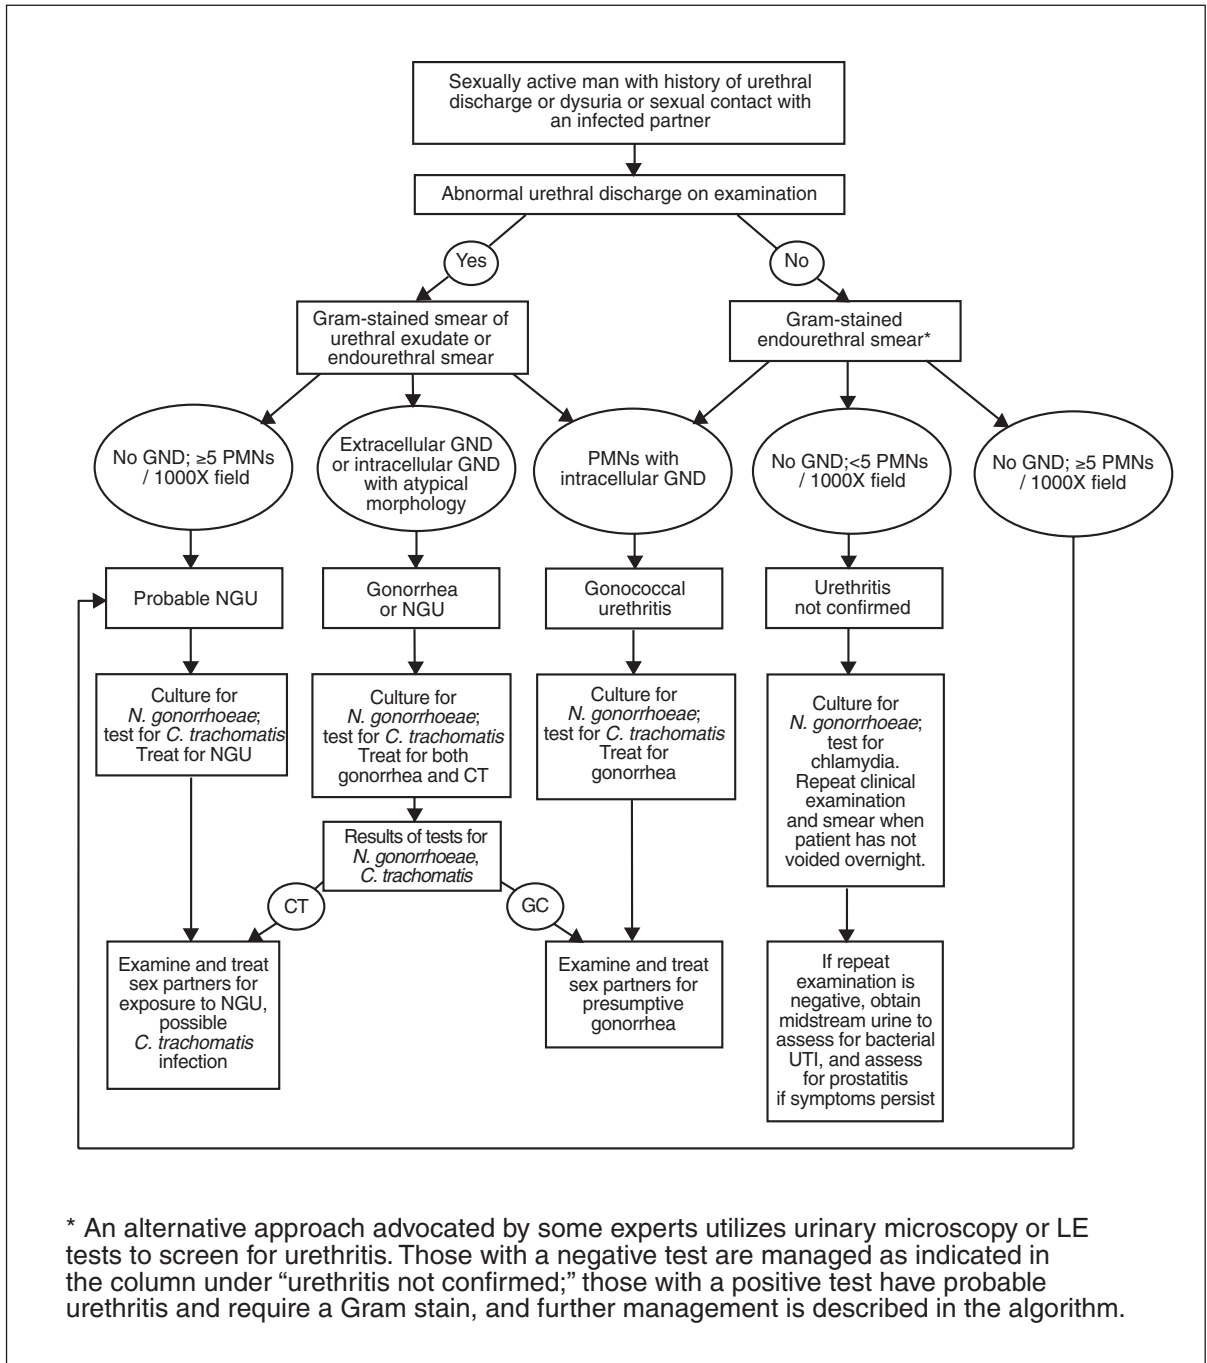 Sexually active man with history of urethral
discharge or dysuria or sexual contact with
an infected partner
Abnormal urethral discharge on examination
Yes
No
Gram-stained smear of
urethral exudate or
endourethral smear
Gram-stained
endourethral smear*
No GND; ≥5 PMNs
/ 1000X field
Extracellular GND
or intracellular GND
with atypical
morphology
PMNs with
intracellular GND
No GND;<5 PMNs
/ 1000X field
No GND; ≥5 PMNs
/ 1000X field
Probable NGU
Gonorrhea
or NGU
Gonococcal
urethritis
Urethritis
not confirmed
Culture for
N. gonorrhoeae;
test for C. trachomatis
Treat for NGU
Culture for
N. gonorrhoeae;
test for C. trachomatis
Treat for both
gonorrhea and CT
Culture for
N. gonorrhoeae;
test for C. trachomatis
Treat for
gonorrhea
Culture for
N. gonorrhoeae;
test for
chlamydia.
Repeat clinical
examination
and smear when
patient has not
voided overnight.
Results of tests for
N. gonorrhoeae,
C. trachomatis
CT
GC
Examine and treat
sex partners for
exposure to NGU,
possible
C. trachomatis
infection
Examine and treat
sex partners for
presumptive
gonorrhea
If repeat
examination is
negative, obtain
midstream urine to
assess for bacterial
UTI, and assess
for prostatitis
if symptoms persist
* An alternative approach advocated by some experts utilizes urinary microscopy or LE
tests to screen for urethritis. Those with a negative test are managed as indicated in
the column under “urethritis not confirmed;” those with a positive test have probable
urethritis and require a Gram stain, and further management is described in the algorithm.